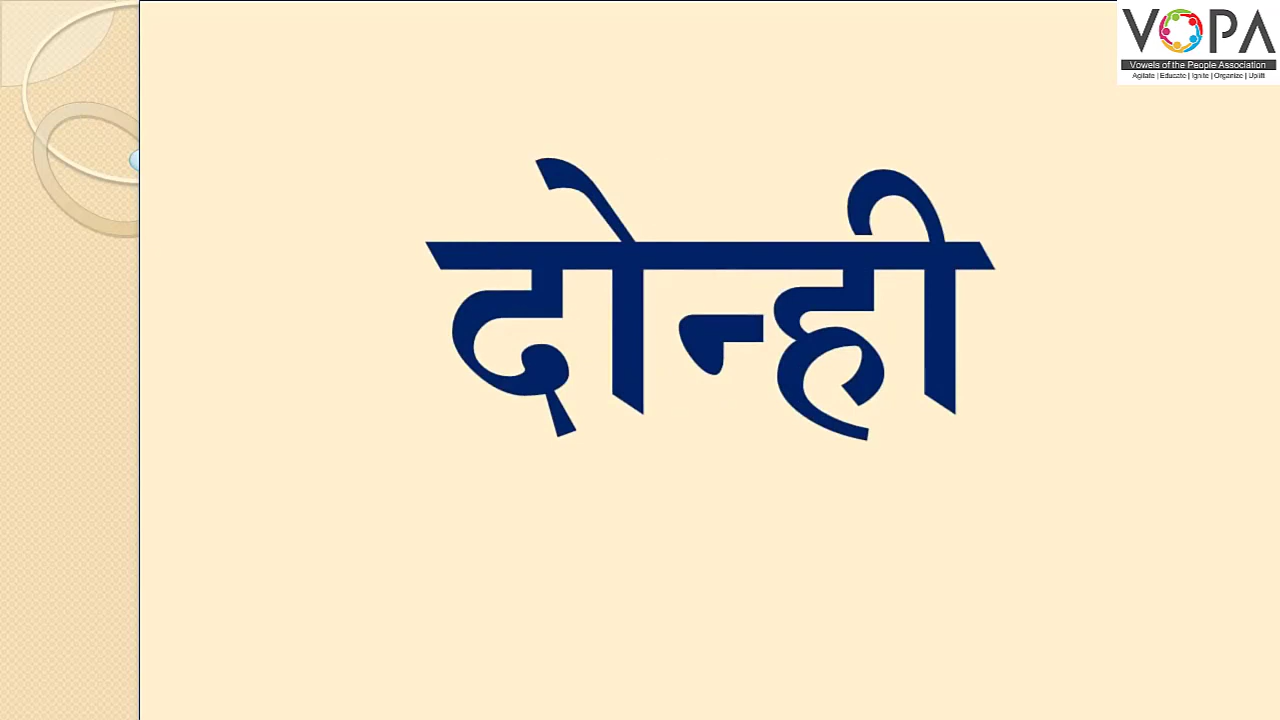 VOPA
Vowels of the People Association
Agitate | Educate | Ignite | Organize | Uplift
दोन्ही